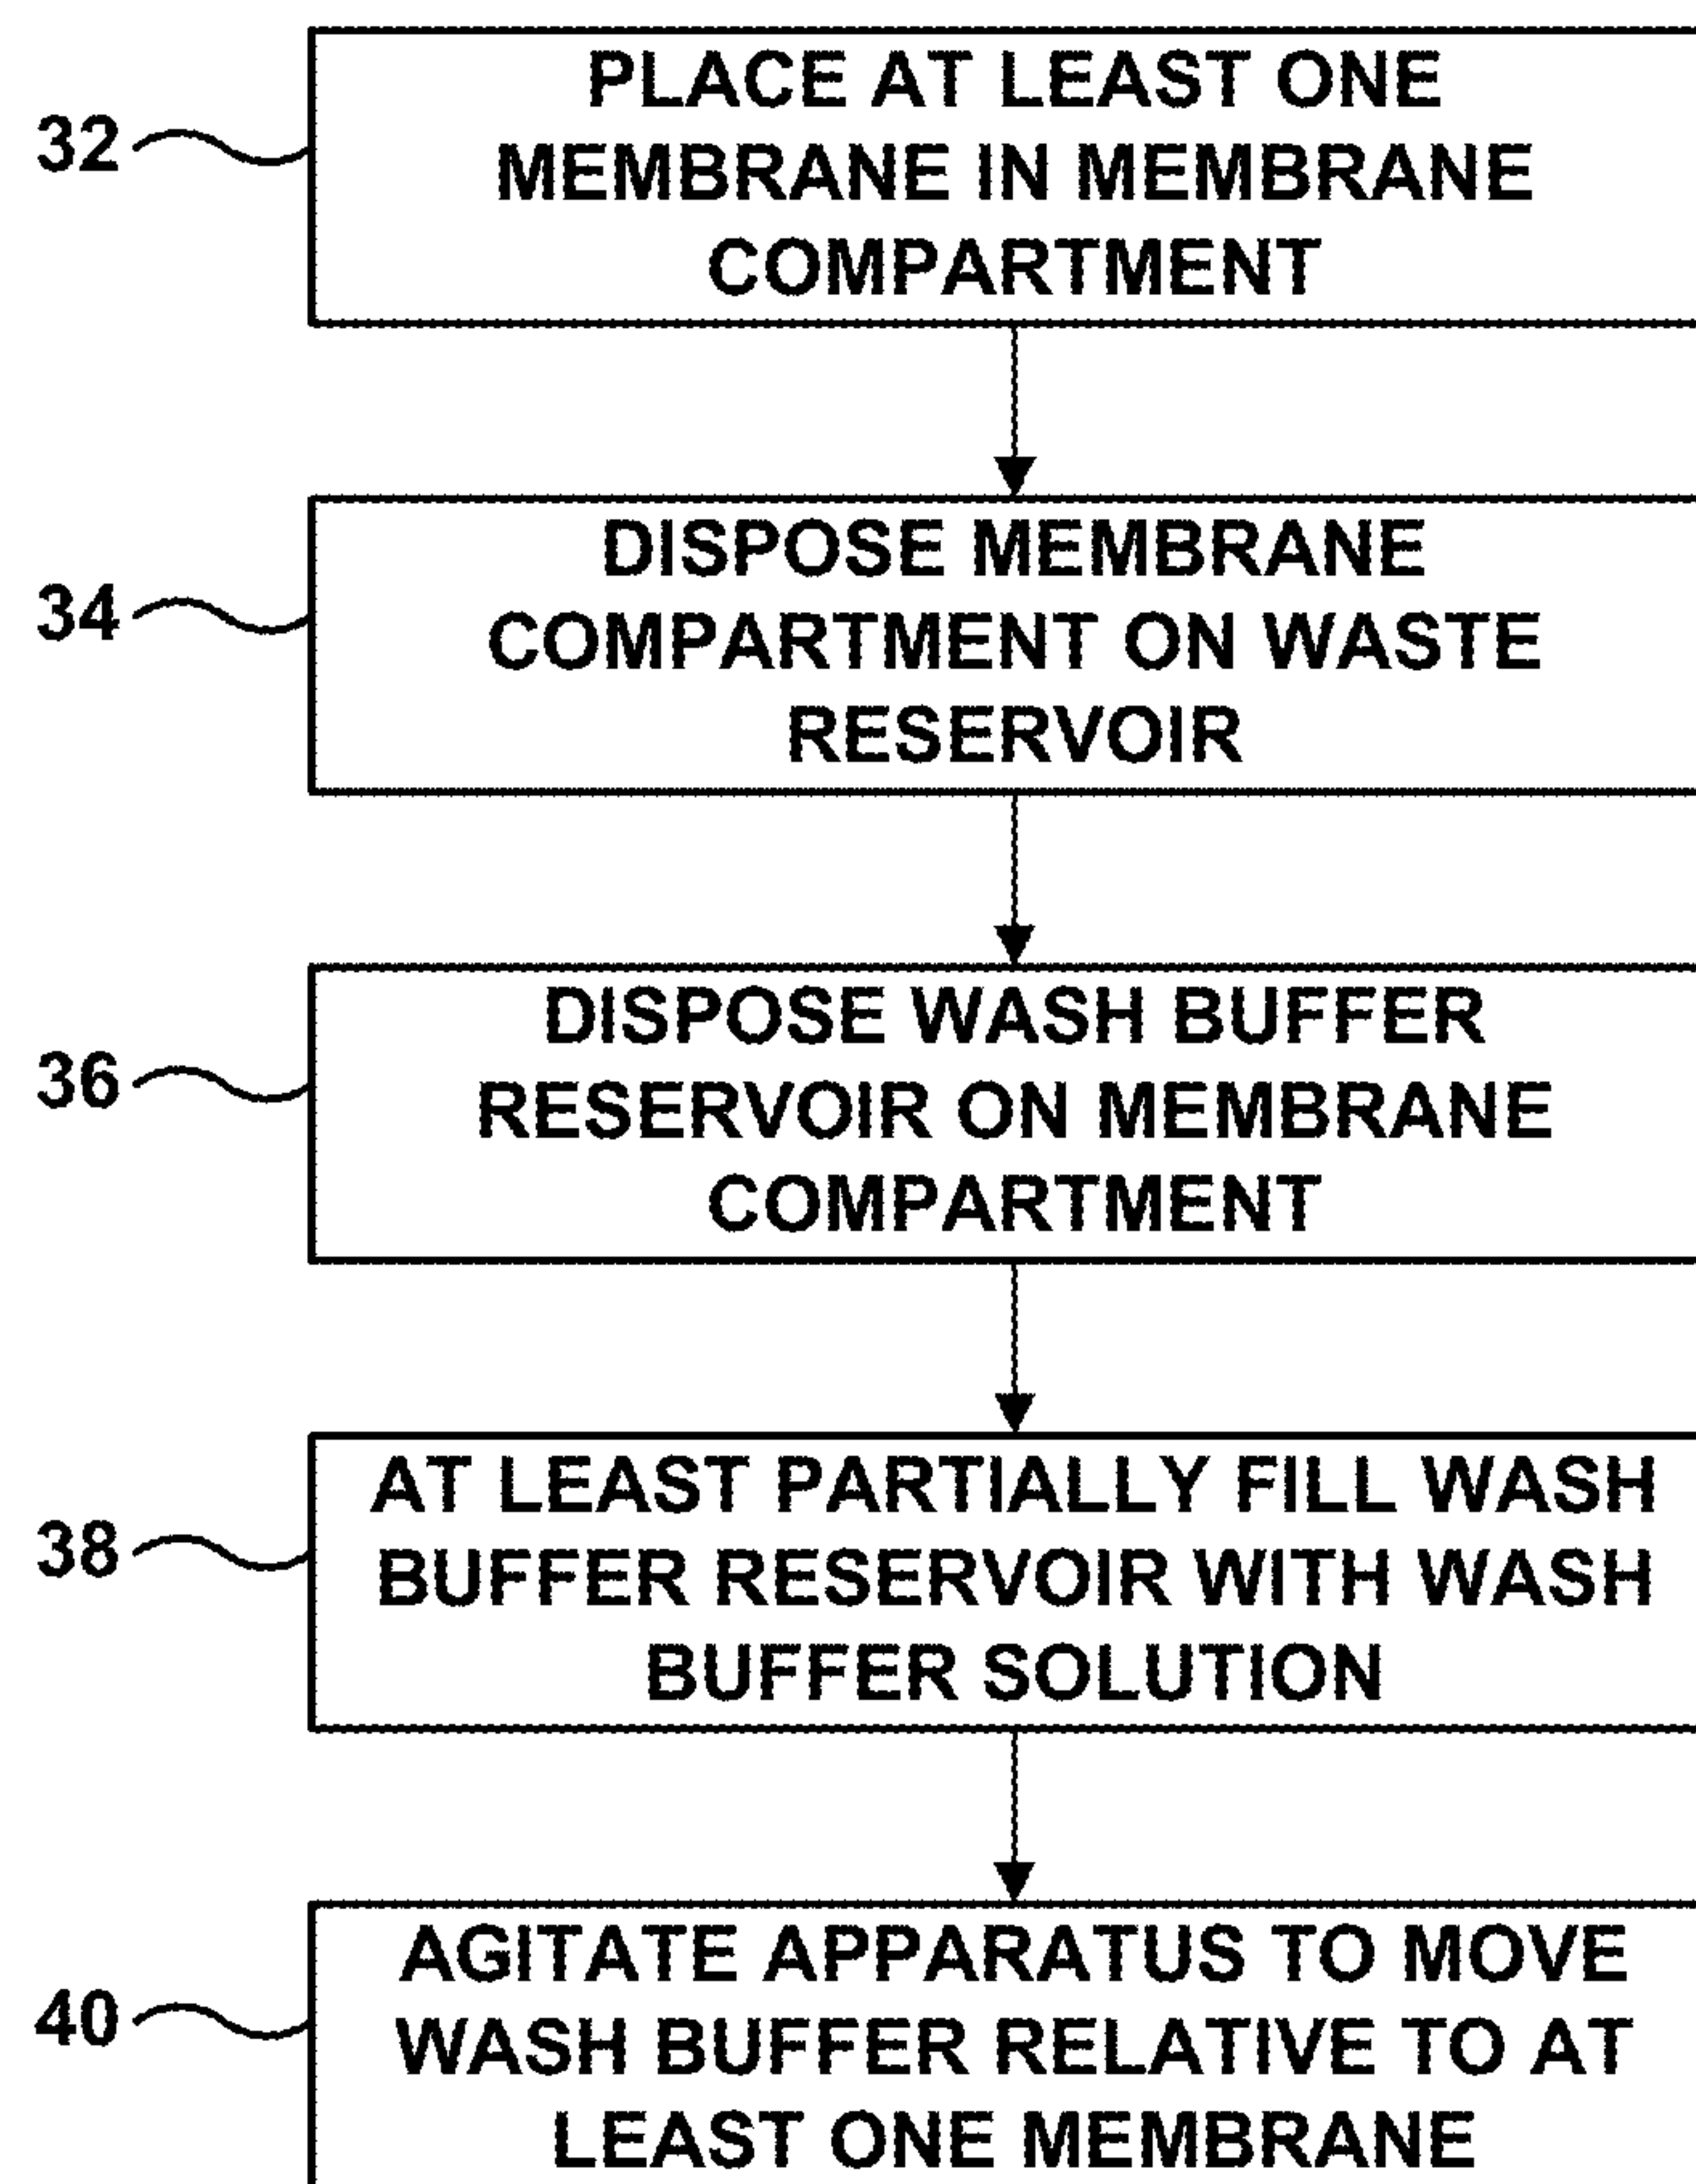 PLACE AT LEAST ONE
32
MEMBRANE IN MEMBRANE
COMPARTMENT
DISPOSE MEMBRANE
34
COMPARTMENT ON WASTE
RESERVOIR
DISPOSE WASH BUFFER
36
RESERVOIR ON MEMBRANE
COMPARTMENT
AT LEAST PARTIALLY FILL WASH
38
BUFFER RESERVOIR WITH WASH
BUFFER SOLUTION
AGITATE APPARATUS TO MOVE
40
WASH BUFFER RELATIVE TO AT
LEAST ONE MEMBRANE